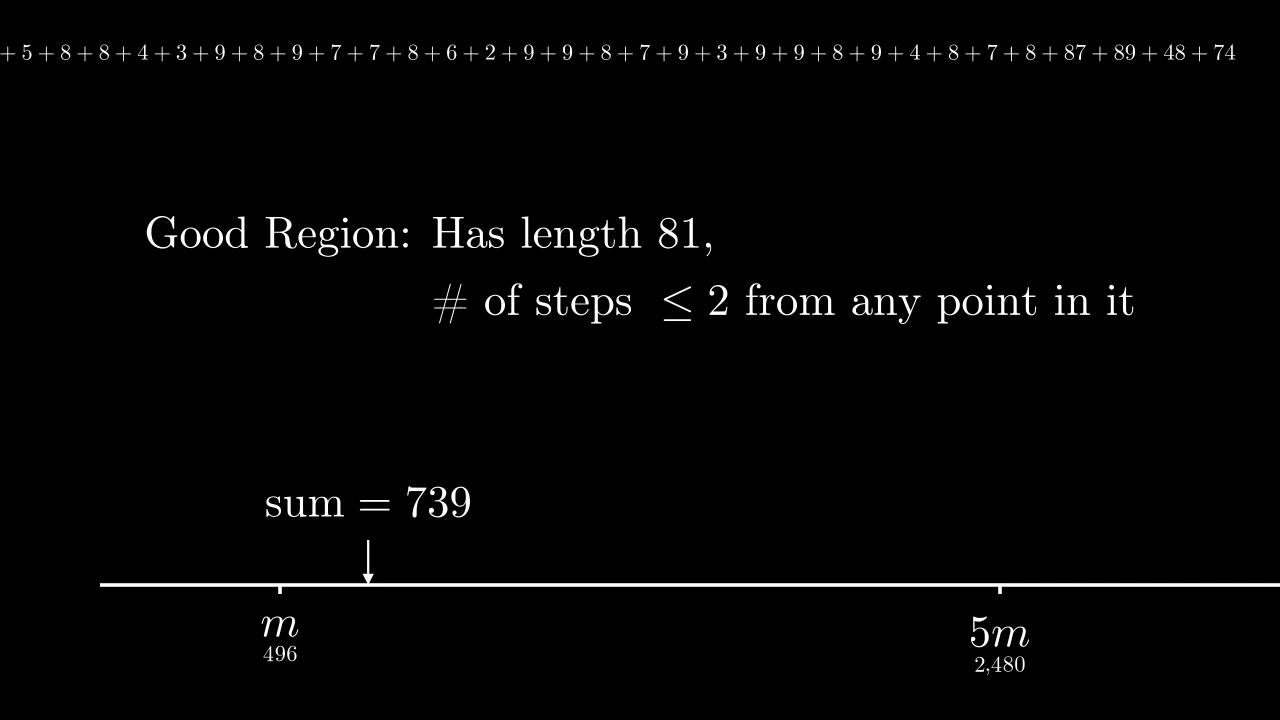 + 5 + 8 + 8 + 4 + 3 + 9 + 8 + 9 + 7 + 7 + 8 + 6 + 2 + 9 + 9 + 8 + 7 + 9 + 3 + 9 + 9 + 8 + 9 + 4 + 8 + 7 + 8 + 87 + 89 + 48 + 74
Good Region: Has length 81,
# of steps ≤ 2 from any point in it
sum = 739
m
496
5m
2,480